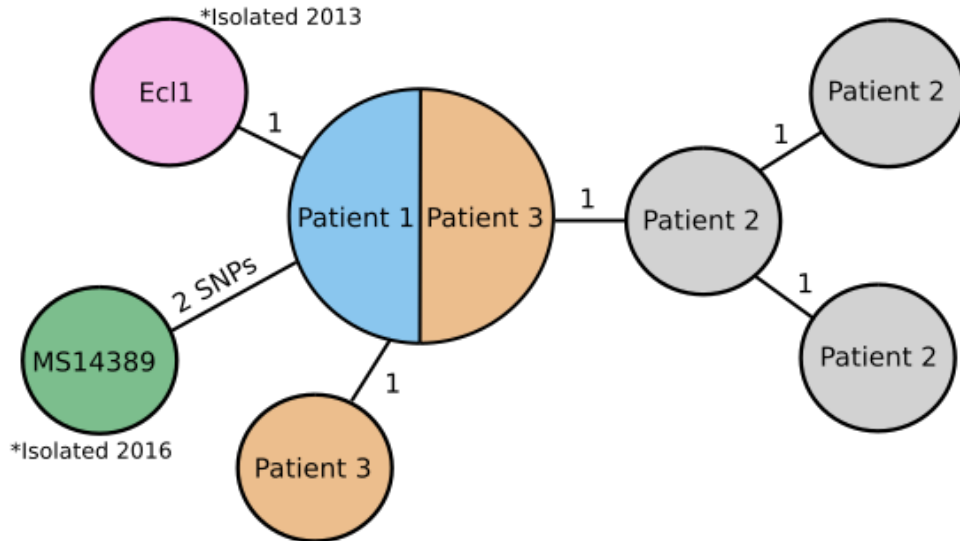 *Isolated 2013
Ecl1
1
Patient 2
1
Patient 1
Patient 3
1
Patient 2
2 SNPs
1
MS14389
1
Patient 2
*Isolated 2016
Patient 3